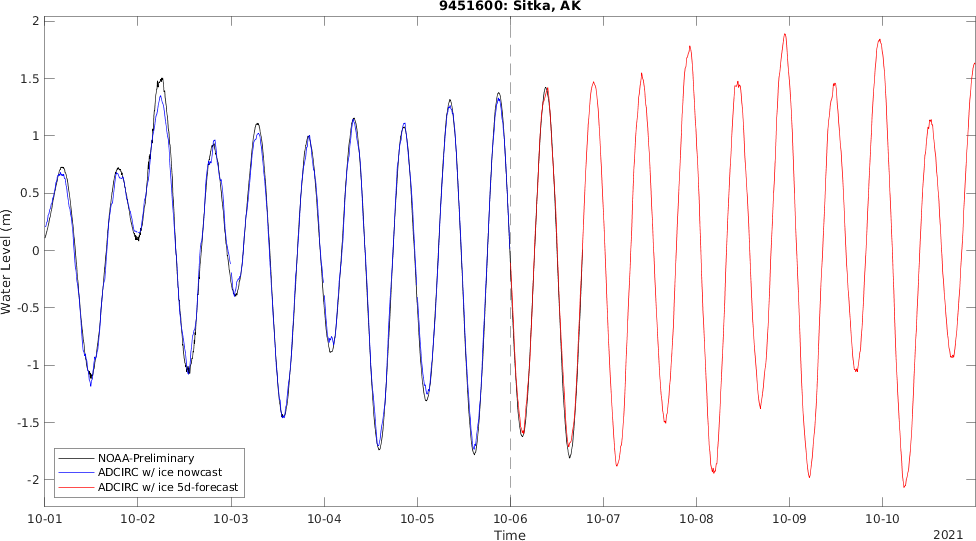 9451600: Sitka, AK
2
1.5
1
0.5
0
-0.5
-1
-1.5
-2
Water Level (m)
NOAA-Preliminary
ADCIRC w/ ice nowcast
ADCIRC w/ ice 5d-forecast
10-01 10-02 10-03 10-04 10-05 10-06 10-07 10-08 10-09 10-10
Time
2021